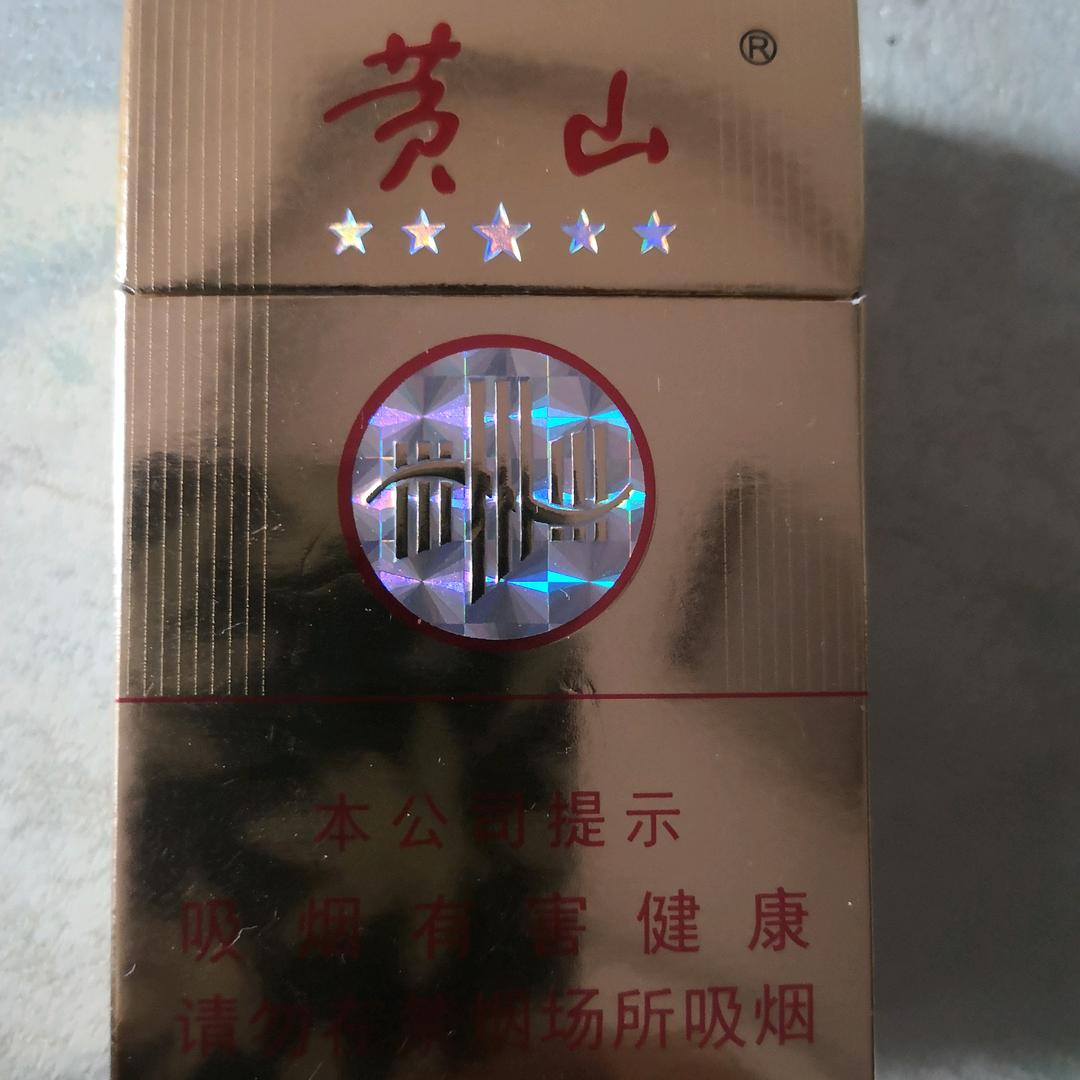 黄山 ®
本公司提示
吸烟有害健康
请勿在禁烟场所吸烟